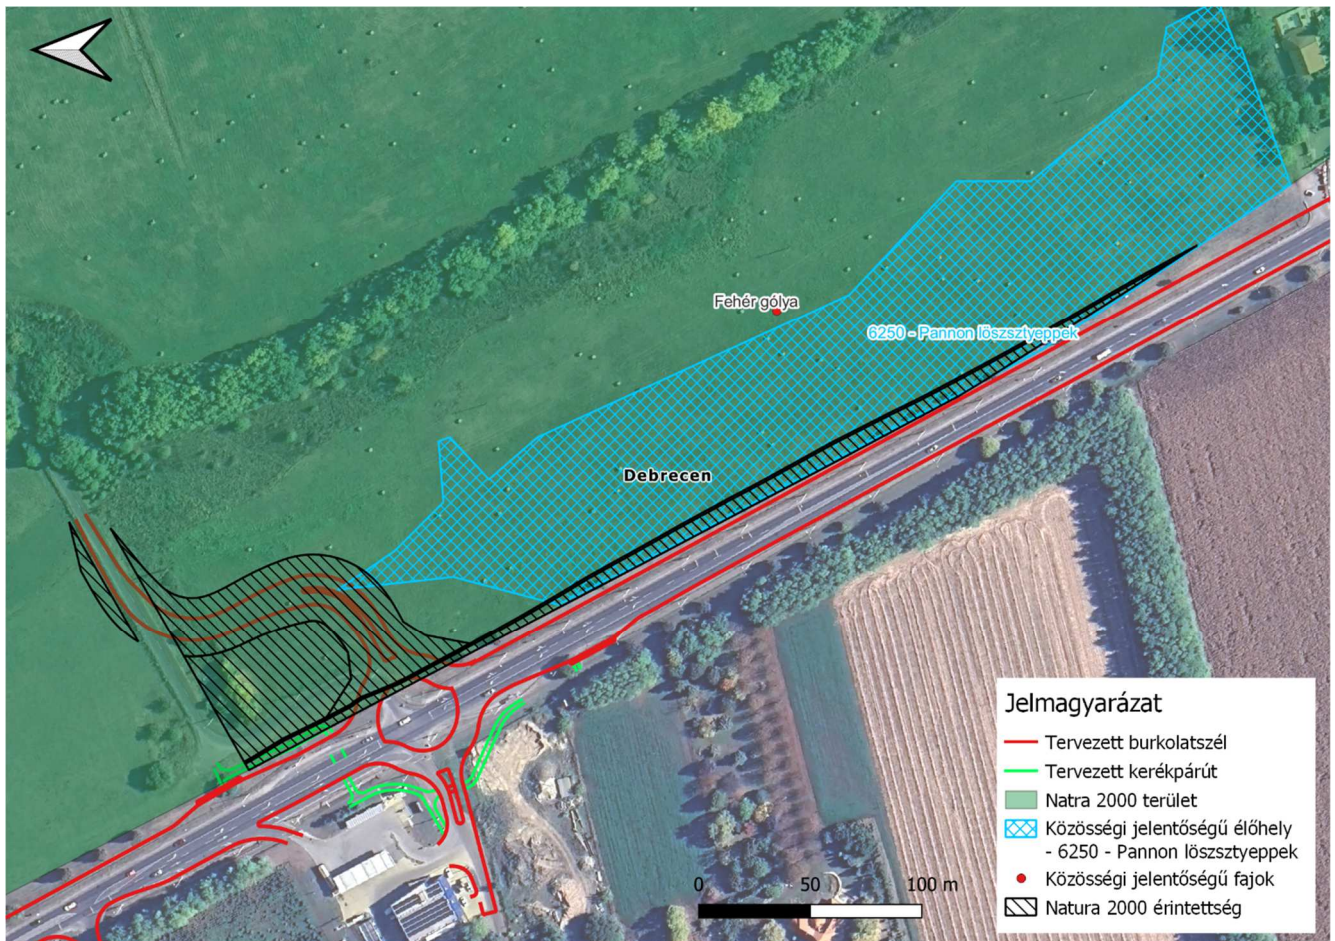 Fehér gólya
6250 - Pannon löszsztyeppek
Debrecen
Jelmagyarázat
Tervezett burkolatszél
Tervezett kerékpárút
Natra 2000 terület
Közösségi jelentőségű élőhely
- 6250 - Pannon löszsztyeppek
Közösségi jelentőségű fajok
Natura 2000 érintettség
0 50 100 m